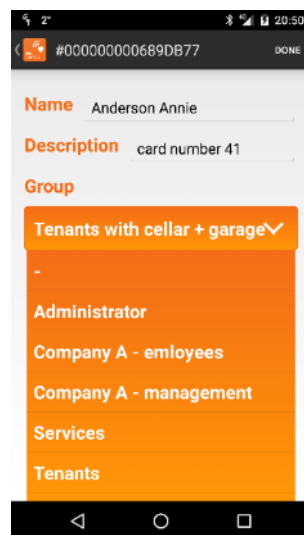 2° 4G 20:50
#000000000689DB77 DONE
Name Anderson Annie
Description card number 41
Group
Tenants with cellar + garage
-
Administrator
Company A - emloyees
Company A - management
Services
Tenants